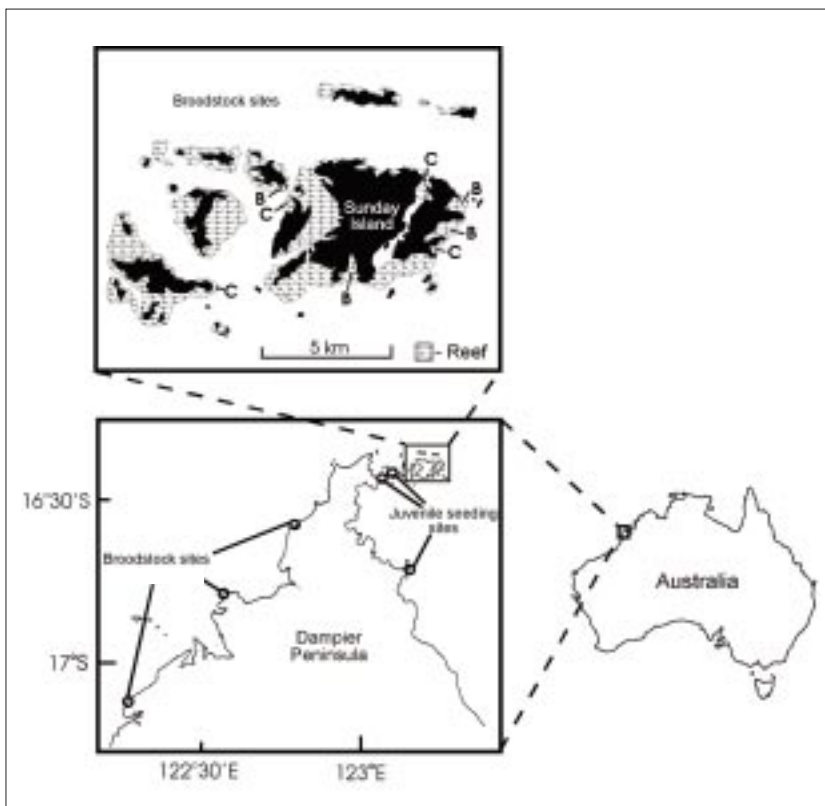 Broodstock sites
C
B
B
C
Sunday
Island
B
C
C
B
5 km
- Reef
16°30'S
Juvenile seeding
sites
Broodstock sites
Australia
Dampier
Peninsula
17°S
122°30'E
123°E